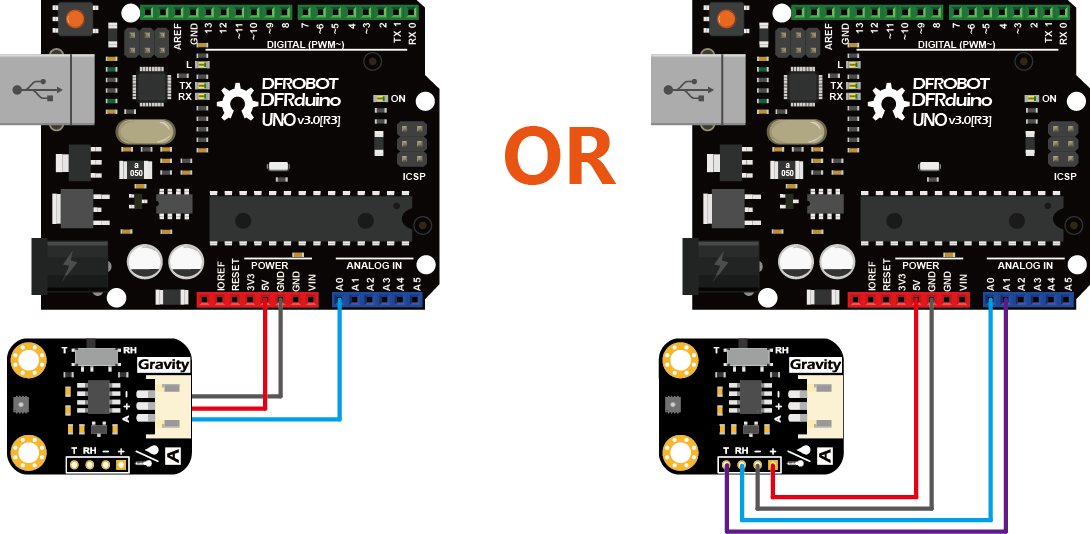 AREF
GND
13
12
~11
~10
~9
8
7
~6
~5
4
~3
2
TX 1
RX 0
DIGITAL (PWM~)
L
TX
RX
DFROBOT
DFRduino
UNO v3.0[R3]
ON
ICSP
a
050
POWER
ANALOG IN
IOREF
RESET
3V3
5V
GND
GND
VIN
A0
A1
A2
A3
A4
A5
T
RH
Gravity
-
+
A
T RH - +
A
OR
AREF
GND
13
12
~11
~10
~9
8
7
~6
~5
4
~3
2
TX 1
RX 0
DIGITAL (PWM~)
L
TX
RX
DFROBOT
DFRduino
UNO v3.0[R3]
ON
ICSP
a
050
POWER
ANALOG IN
IOREF
RESET
3V3
5V
GND
GND
VIN
A0
A1
A2
A3
A4
A5
T
RH
Gravity
-
+
A
T RH - +
A